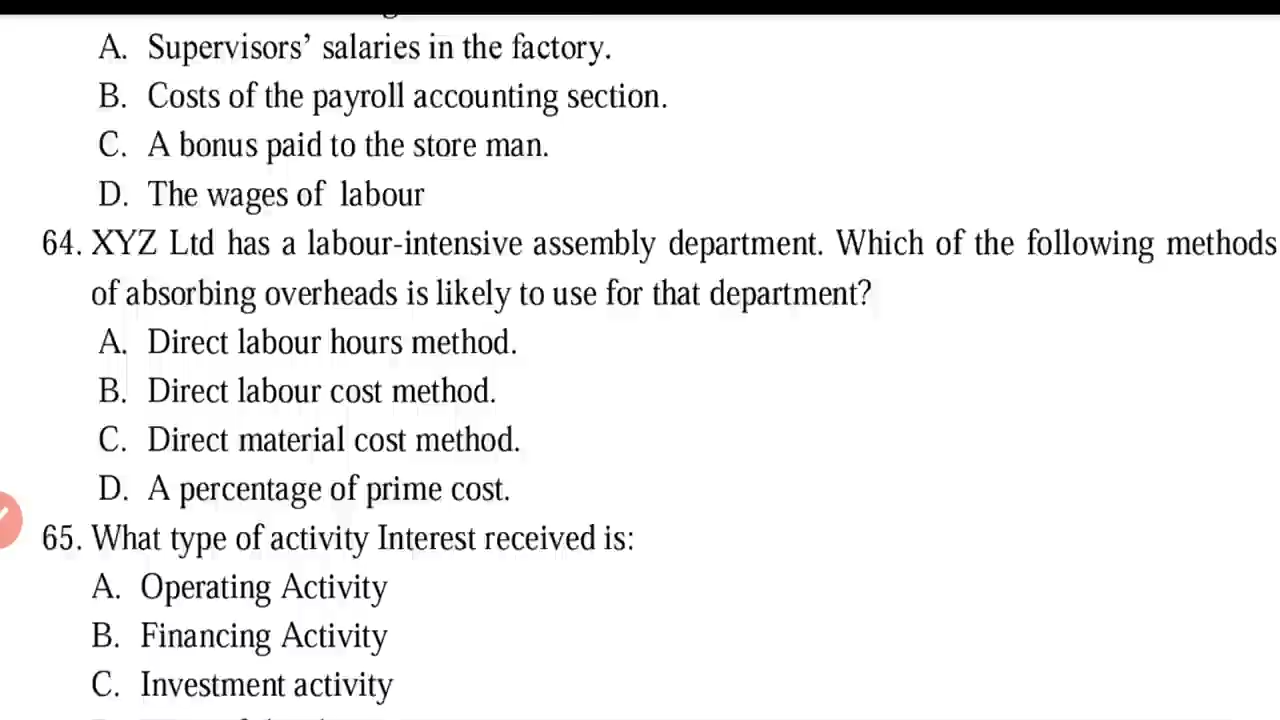 A. Supervisors’ salaries in the factory.
B. Costs of the payroll accounting section.
C. A bonus paid to the store man.
D. The wages of labour
64. XYZ Ltd has a labour-intensive assembly department. Which of the following methods
of absorbing overheads is likely to use for that department?
A. Direct labour hours method.
B. Direct labour cost method.
C. Direct material cost method.
D. A percentage of prime cost.
65. What type of activity Interest received is:
A. Operating Activity
B. Financing Activity
C. Investment activity